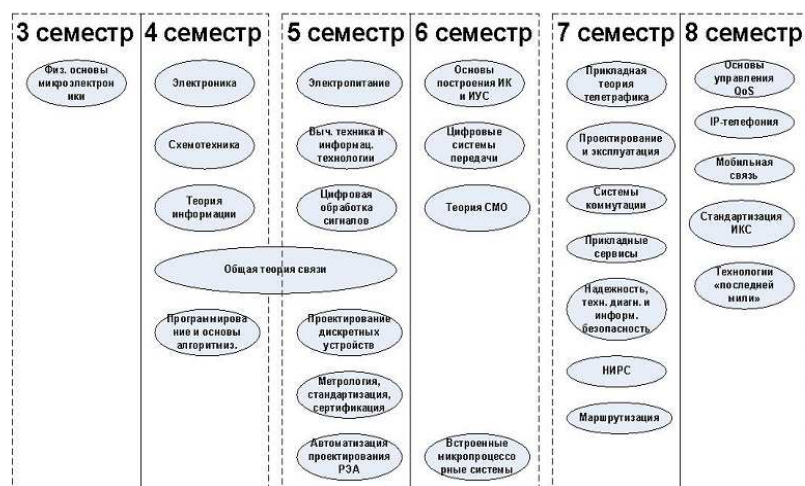 3 семестр
Физ. основы
микроэлектрон
ики
4 семестр
Электроника
Схемотехника
Теория
информации
Общая теория связи
Программирова
ние и основы
алгоритмиз.
5 семестр
Электропитание
Выч. техника и
информац.
технологии
Цифровая
обработка
сигналов
Проектирование
дискретных
устройств
Метрология,
стандартизация,
сертификация
Автоматизация
проектирования
РЭА
6 семестр
Основы
построения ИК
и ИУС
Цифровые
системы
передачи
Теория СМО
Встроенные
микропроцессо
рные системы
7 семестр
Прикладная
теория
телетрафика
Проектирование
и эксплуатация
Системы
коммутации
Прикладные
сервисы
Надежность,
техн. диагн. и
информ.
безопасность
НИРС
Маршрутизация
8 семестр
Основы
управления
QoS
IP-телефония
Мобильная
связь
Стандартизация
ИКС
Технологии
«последней
мили»